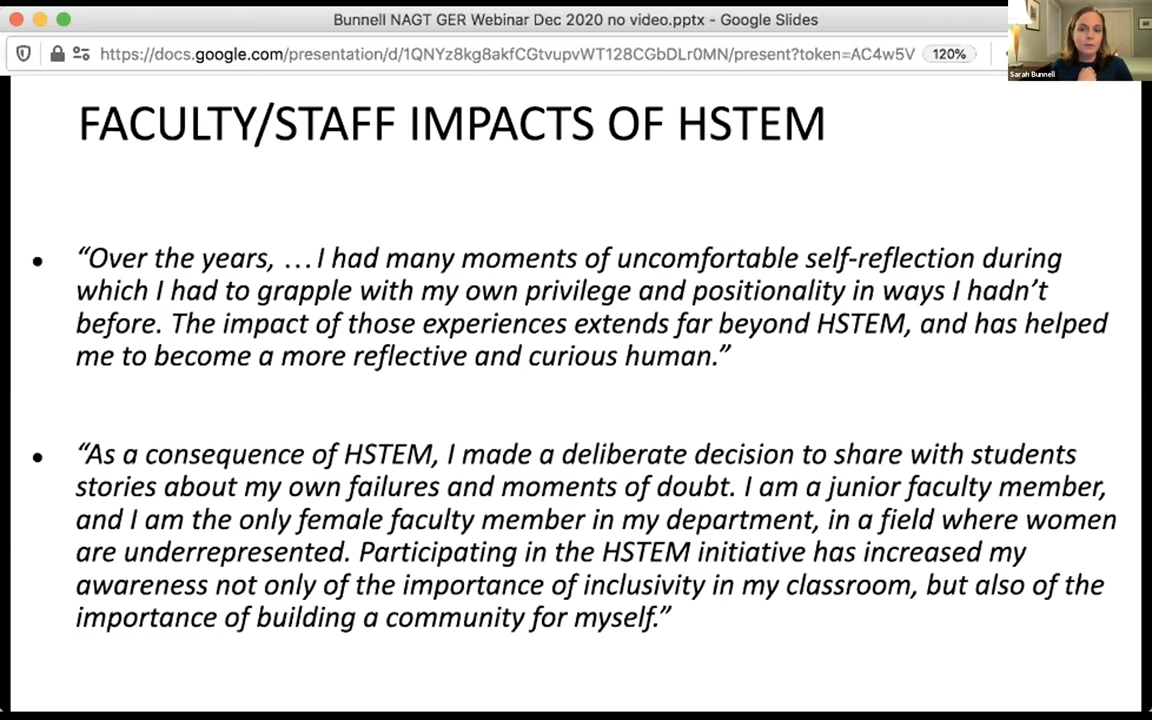 Bunnell NAGT GER Webinar Dec 2020 no video.pptx - Google Slides
https://docs.google.com/presentation/d/1QNYz8kg8akfCGtvupvWT128CGbDLr0MN/present?token=AC4w5V
120%
Sarah Bunnell
FACULTY/STAFF IMPACTS OF HSTEM
• “Over the years, …I had many moments of uncomfortable self-reflection during
which I had to grapple with my own privilege and positionality in ways I hadn’t
before. The impact of those experiences extends far beyond HSTEM, and has helped
me to become a more reflective and curious human.”
• “As a consequence of HSTEM, I made a deliberate decision to share with students
stories about my own failures and moments of doubt. I am a junior faculty member,
and I am the only female faculty member in my department, in a field where women
are underrepresented. Participating in the HSTEM initiative has increased my
awareness not only of the importance of inclusivity in my classroom, but also of the
importance of building a community for myself.”